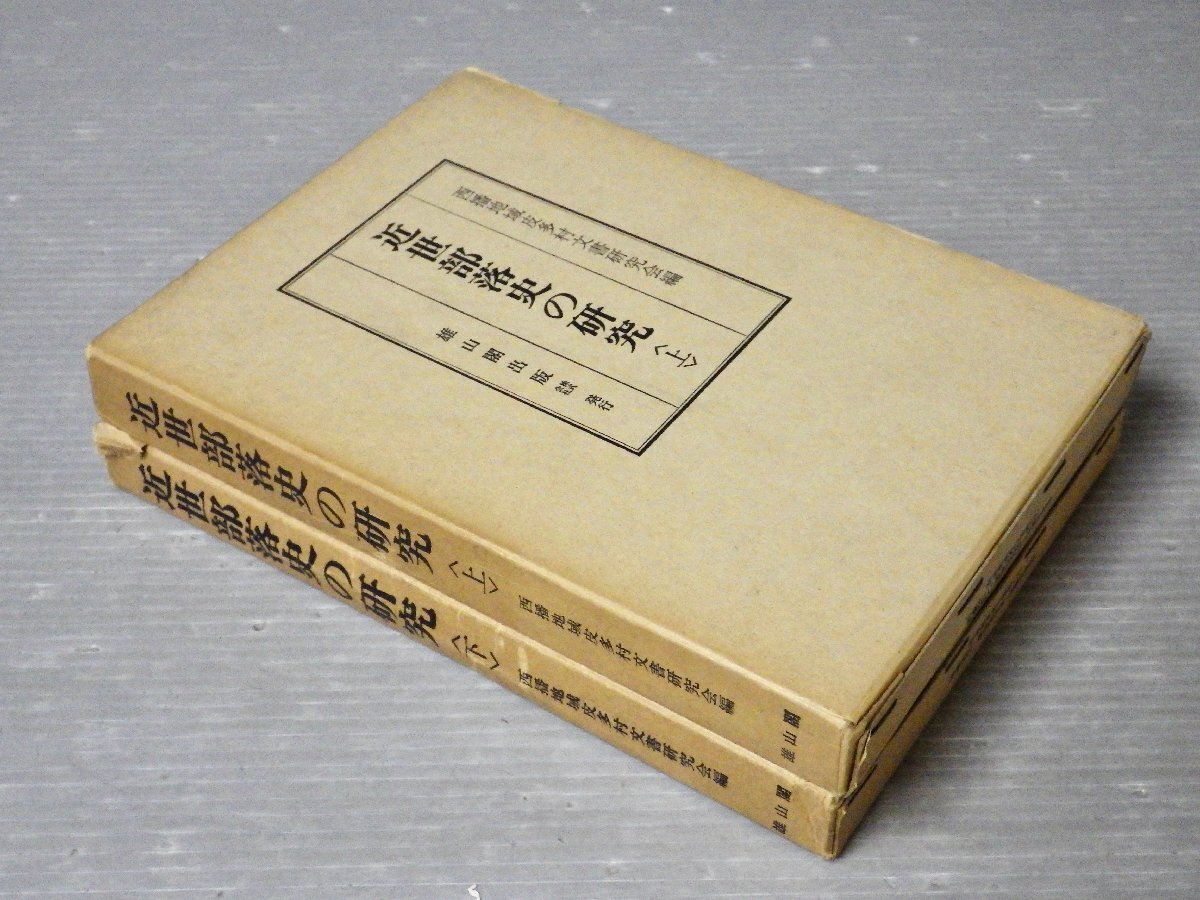 西播地域皮多村文書研究会編
近世部落史の研究〈上〉
雄山閣出版㈱ 発行
近世部落史の研究〈上〉
西播地域皮多村文書研究会編
雄山閣
近世部落史の研究〈下〉
西播地域皮多村文書研究会編
雄山閣